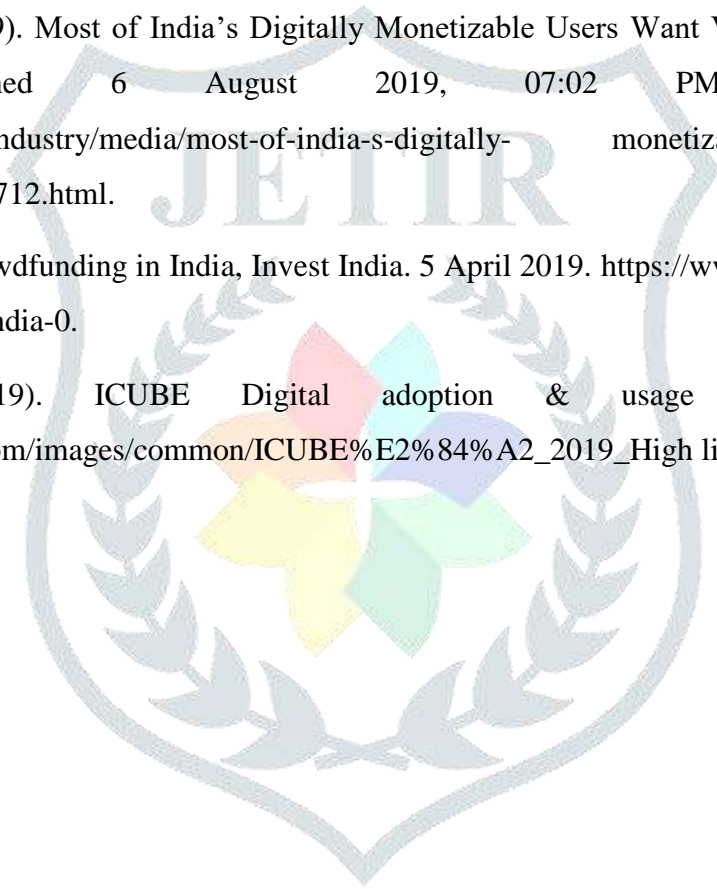 9). Most of India’s Digitally Monetizable Users Want V
ned 6 August 2019, 07:02 PM
ndustry/media/most-of-india-s-digitally- monetiza
712.html.
JETIR
wdfunding in India, Invest India. 5 April 2019. https://ww
ndia-0.
19). ICUBE Digital adoption & usage
om/images/common/ICUBE%E2%84%A2_2019_High li